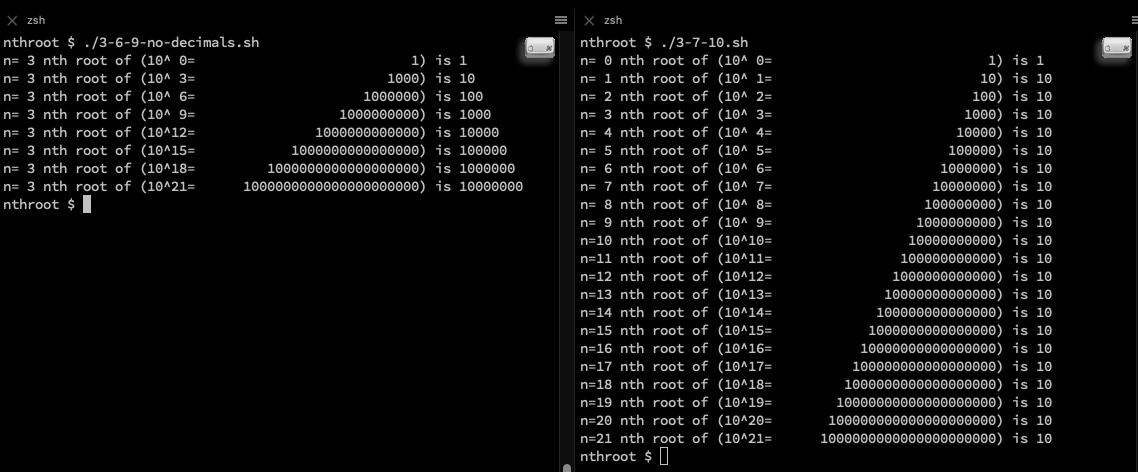 zsh
nthroot $ ./3-6-9-no-decimals.sh
n= 3 nth root of (10^ 0=                           1) is 1
n= 3 nth root of (10^ 3=                        1000) is 10
n= 3 nth root of (10^ 6=                     1000000) is 100
n= 3 nth root of (10^ 9=                  1000000000) is 1000
n= 3 nth root of (10^12=               1000000000000) is 10000
n= 3 nth root of (10^15=            1000000000000000) is 100000
n= 3 nth root of (10^18=         1000000000000000000) is 1000000
n= 3 nth root of (10^21=      1000000000000000000000) is 10000000
nthroot $
zsh
nthroot $ ./3-7-10.sh
n= 0 nth root of (10^ 0=                           1) is 1
n= 1 nth root of (10^ 1=                          10) is 10
n= 2 nth root of (10^ 2=                         100) is 10
n= 3 nth root of (10^ 3=                        1000) is 10
n= 4 nth root of (10^ 4=                       10000) is 10
n= 5 nth root of (10^ 5=                      100000) is 10
n= 6 nth root of (10^ 6=                     1000000) is 10
n= 7 nth root of (10^ 7=                    10000000) is 10
n= 8 nth root of (10^ 8=                   100000000) is 10
n= 9 nth root of (10^ 9=                  1000000000) is 10
n=10 nth root of (10^10=                 10000000000) is 10
n=11 nth root of (10^11=                100000000000) is 10
n=12 nth root of (10^12=               1000000000000) is 10
n=13 nth root of (10^13=              10000000000000) is 10
n=14 nth root of (10^14=             100000000000000) is 10
n=15 nth root of (10^15=            1000000000000000) is 10
n=16 nth root of (10^16=           10000000000000000) is 10
n=17 nth root of (10^17=          100000000000000000) is 10
n=18 nth root of (10^18=         1000000000000000000) is 10
n=19 nth root of (10^19=        10000000000000000000) is 10
n=20 nth root of (10^20=       100000000000000000000) is 10
n=21 nth root of (10^21=      1000000000000000000000) is 10
nthroot $